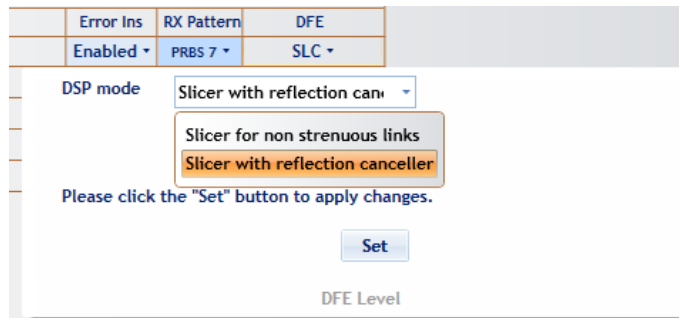 Error Ins RX Pattern DFE
Enabled PRBS 7 SLC
DSP mode Slicer with reflection can
Slicer for non strenuous links
Slicer with reflection canceller
Please click the "Set" button to apply changes.
Set
DFE Level